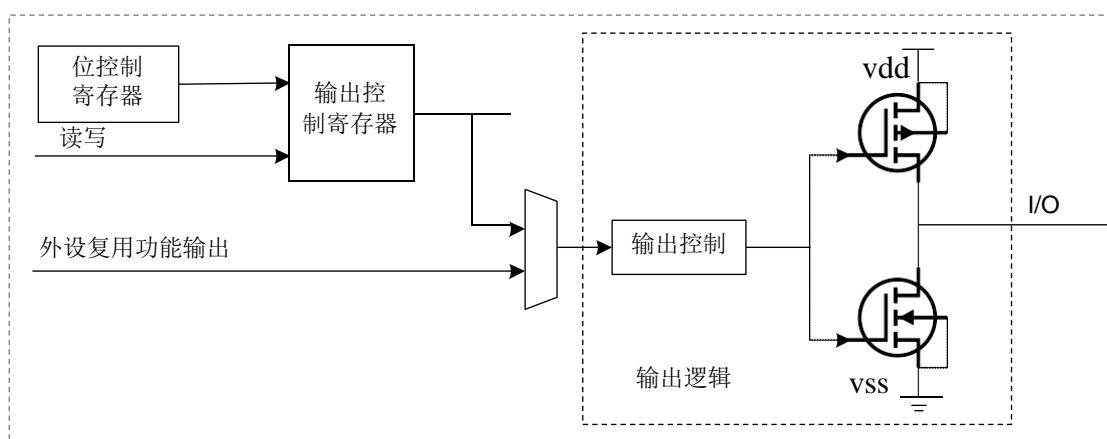 位控制
寄存器
输出控
制寄存器
读写
外设复用功能输出
输出控制
vdd
I/O
vss
输出逻辑